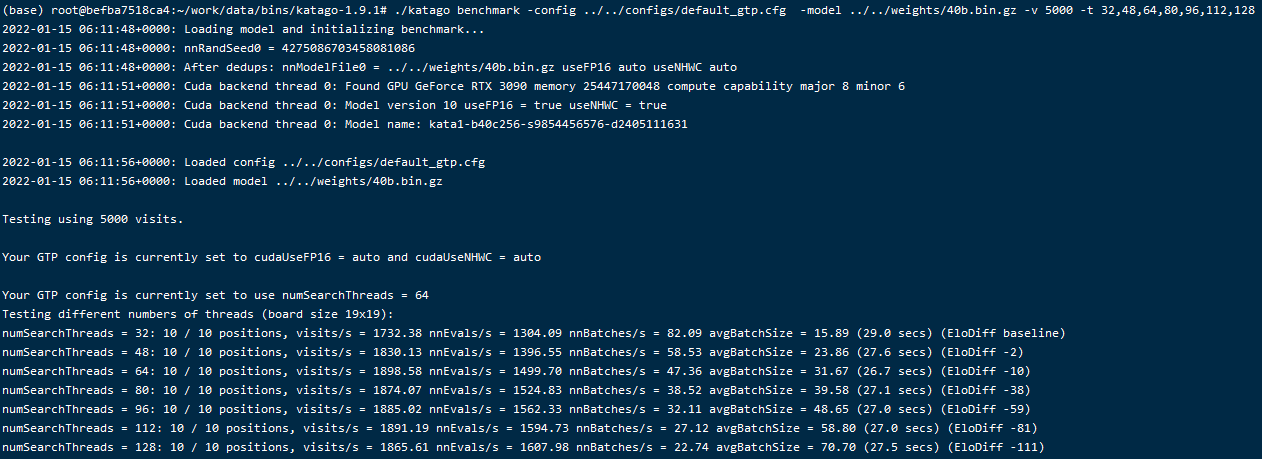 (base) root@befba7518ca4:~/work/data/bins/katago-1.9.1# ./katago benchmark -config ../../configs/default_gtp.cfg  -model ../../weights/40b.bin.gz -v 5000 -t 32,48,64,80,96,112,128
2022-01-15 06:11:48+0000: Loading model and initializing benchmark...
2022-01-15 06:11:48+0000: nnRandSeed0 = 4275086703458081086
2022-01-15 06:11:48+0000: After dedups: nnModelFile0 = ../../weights/40b.bin.gz useFP16 auto useNHWC auto
2022-01-15 06:11:51+0000: Cuda backend thread 0: Found GPU GeForce RTX 3090 memory 25447170048 compute capability major 8 minor 6
2022-01-15 06:11:51+0000: Cuda backend thread 0: Model version 10 useFP16 = true useNHWC = true
2022-01-15 06:11:51+0000: Cuda backend thread 0: Model name: kata1-b40c256-s9854456576-d2405111631
2022-01-15 06:11:56+0000: Loaded config ../../configs/default_gtp.cfg
2022-01-15 06:11:56+0000: Loaded model ../../weights/40b.bin.gz
Testing using 5000 visits.
Your GTP config is currently set to cudaUseFP16 = auto and cudaUseNHWC = auto
Your GTP config is currently set to use numSearchThreads = 64
Testing different numbers of threads (board size 19x19):
numSearchThreads = 32: 10 / 10 positions, visits/s = 1732.38 nnEvals/s = 1304.09 nnBatches/s = 82.09 avgBatchSize = 15.89 (29.0 secs) (EloDiff baseline)
numSearchThreads = 48: 10 / 10 positions, visits/s = 1830.13 nnEvals/s = 1396.55 nnBatches/s = 58.53 avgBatchSize = 23.86 (27.6 secs) (EloDiff -2)
numSearchThreads = 64: 10 / 10 positions, visits/s = 1898.58 nnEvals/s = 1499.70 nnBatches/s = 47.36 avgBatchSize = 31.67 (26.7 secs) (EloDiff -10)
numSearchThreads = 80: 10 / 10 positions, visits/s = 1874.07 nnEvals/s = 1524.83 nnBatches/s = 38.52 avgBatchSize = 39.58 (27.1 secs) (EloDiff -38)
numSearchThreads = 96: 10 / 10 positions, visits/s = 1885.02 nnEvals/s = 1562.33 nnBatches/s = 32.11 avgBatchSize = 48.65 (27.0 secs) (EloDiff -59)
numSearchThreads = 112: 10 / 10 positions, visits/s = 1891.19 nnEvals/s = 1594.73 nnBatches/s = 27.12 avgBatchSize = 58.80 (27.0 secs) (EloDiff -81)
numSearchThreads = 128: 10 / 10 positions, visits/s = 1865.61 nnEvals/s = 1607.98 nnBatches/s = 22.74 avgBatchSize = 70.70 (27.5 secs) (EloDiff -111)